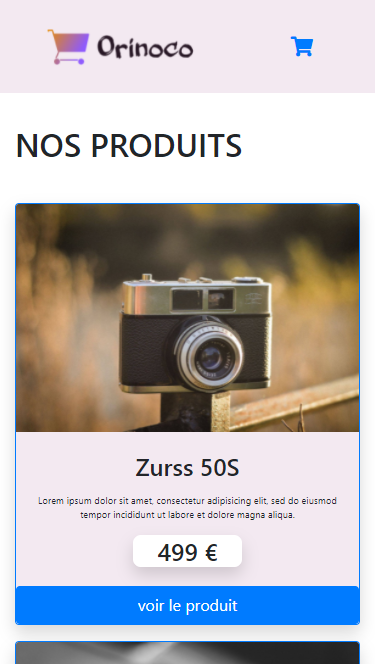 Orinoco
NOS PRODUITS
Zurss 50S
Lorem ipsum dolor sit amet, consectetur adipisicing elit, sed do eiusmod
tempor incididunt ut labore et dolore magna aliqua.
499 €
voir le produit